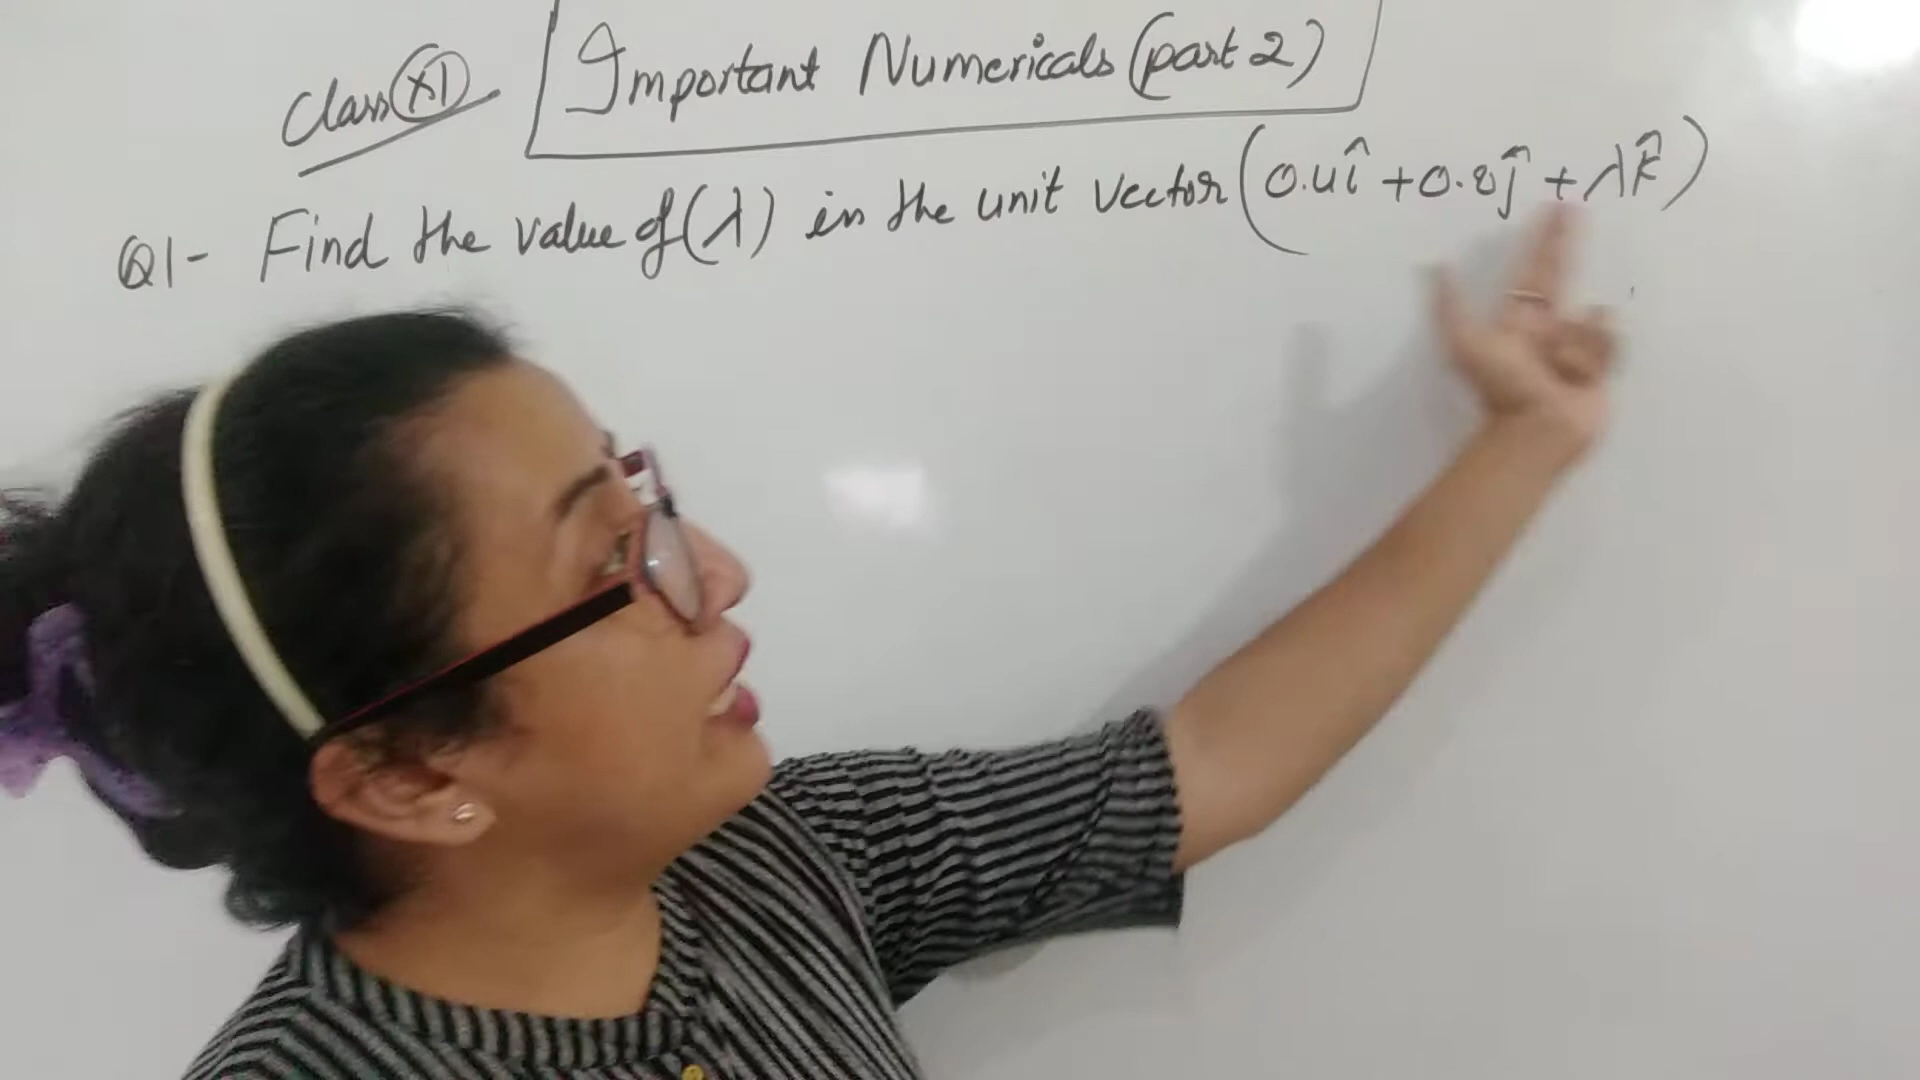 Class XI Important Numericals (part 2)
Q1- Find the value of (λ) in the unit vector (0.4î + 0.8ĵ + λk̂)